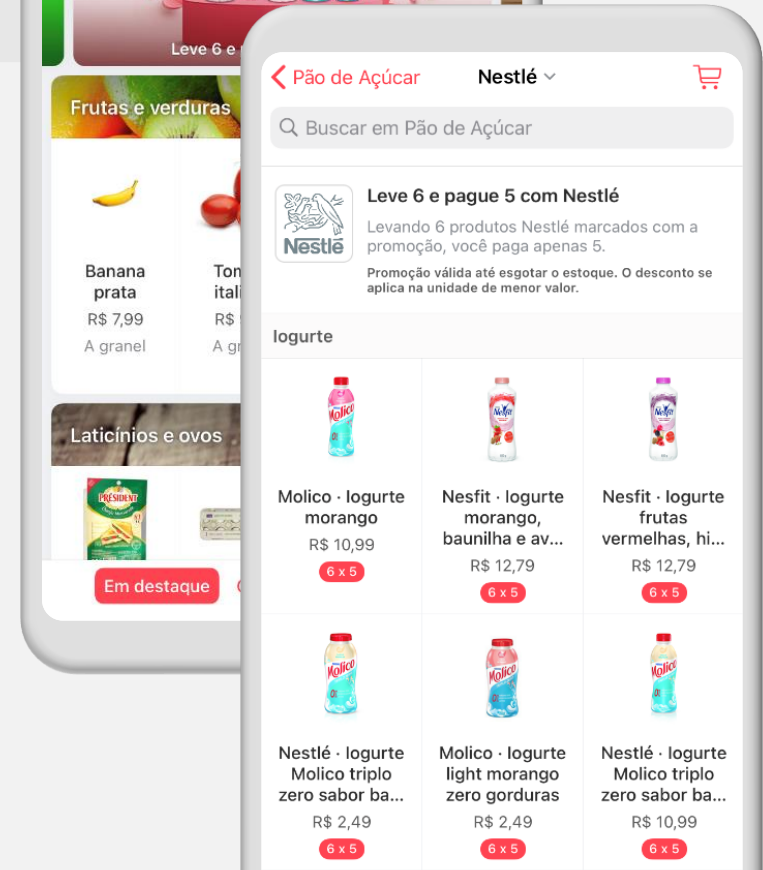 Leve 6 e
Frutas e verduras
Banana
prata
R$ 7,99
A granel
Laticínios e ovos
PRÉSIDENT
Em destaque
Pão de Açúcar
Nestlé
Buscar em Pão de Açúcar
Nestlé
Leve 6 e pague 5 com Nestlé
Levando 6 produtos Nestlé marcados com a
promoção, você paga apenas 5.
Promoção válida até esgotar o estoque. O desconto se
aplica na unidade de menor valor.
Iogurte
Molico
Molico · Iogurte
morango
R$ 10,99
6 x 5
Nesfit
Nesfit · Iogurte
morango,
baunilha e av...
R$ 12,79
6 x 5
Nesfit
Nesfit · Iogurte
frutas
vermelhas, hi...
R$ 12,79
6 x 5
Molico
Nestlé · Iogurte
Molico triplo
zero sabor ba...
R$ 2,49
6 x 5
Molico
Molico · Iogurte
light morango
zero gorduras
R$ 2,49
6 x 5
Molico
Nestlé · Iogurte
Molico triplo
zero sabor ba...
R$ 10,99
6 x 5